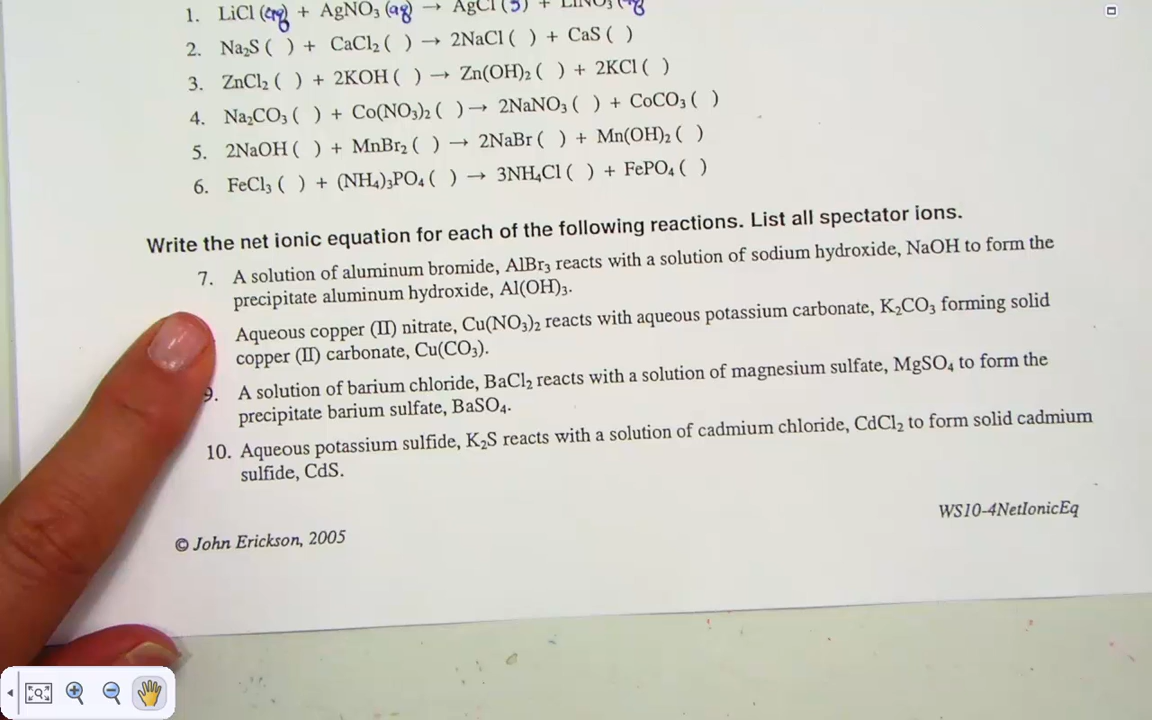 1. LiCl (aq) + AgNO₃ (aq) → AgCl (s) + LiNO₃ (aq)
2. Na₂S ( ) + CaCl₂ ( ) → 2NaCl ( ) + CaS ( )
3. ZnCl₂ ( ) + 2KOH ( ) → Zn(OH)₂ ( ) + 2KCl ( )
4. Na₂CO₃ ( ) + Co(NO₃)₂ ( ) → 2NaNO₃ ( ) + CoCO₃ ( )
5. 2NaOH ( ) + MnBr₂ ( ) → 2NaBr ( ) + Mn(OH)₂ ( )
6. FeCl₃ ( ) + (NH₄)₃PO₄ ( ) → 3NH₄Cl ( ) + FePO₄ ( )
Write the net ionic equation for each of the following reactions. List all spectator ions.
7. A solution of aluminum bromide, AlBr₃ reacts with a solution of sodium hydroxide, NaOH to form the
precipitate aluminum hydroxide, Al(OH)₃.
Aqueous copper (II) nitrate, Cu(NO₃)₂ reacts with aqueous potassium carbonate, K₂CO₃ forming solid
copper (II) carbonate, Cu(CO₃).
9. A solution of barium chloride, BaCl₂ reacts with a solution of magnesium sulfate, MgSO₄ to form the
precipitate barium sulfate, BaSO₄.
10. Aqueous potassium sulfide, K₂S reacts with a solution of cadmium chloride, CdCl₂ to form solid cadmium
sulfide, CdS.
WS10-4NetIonicEq
© John Erickson, 2005